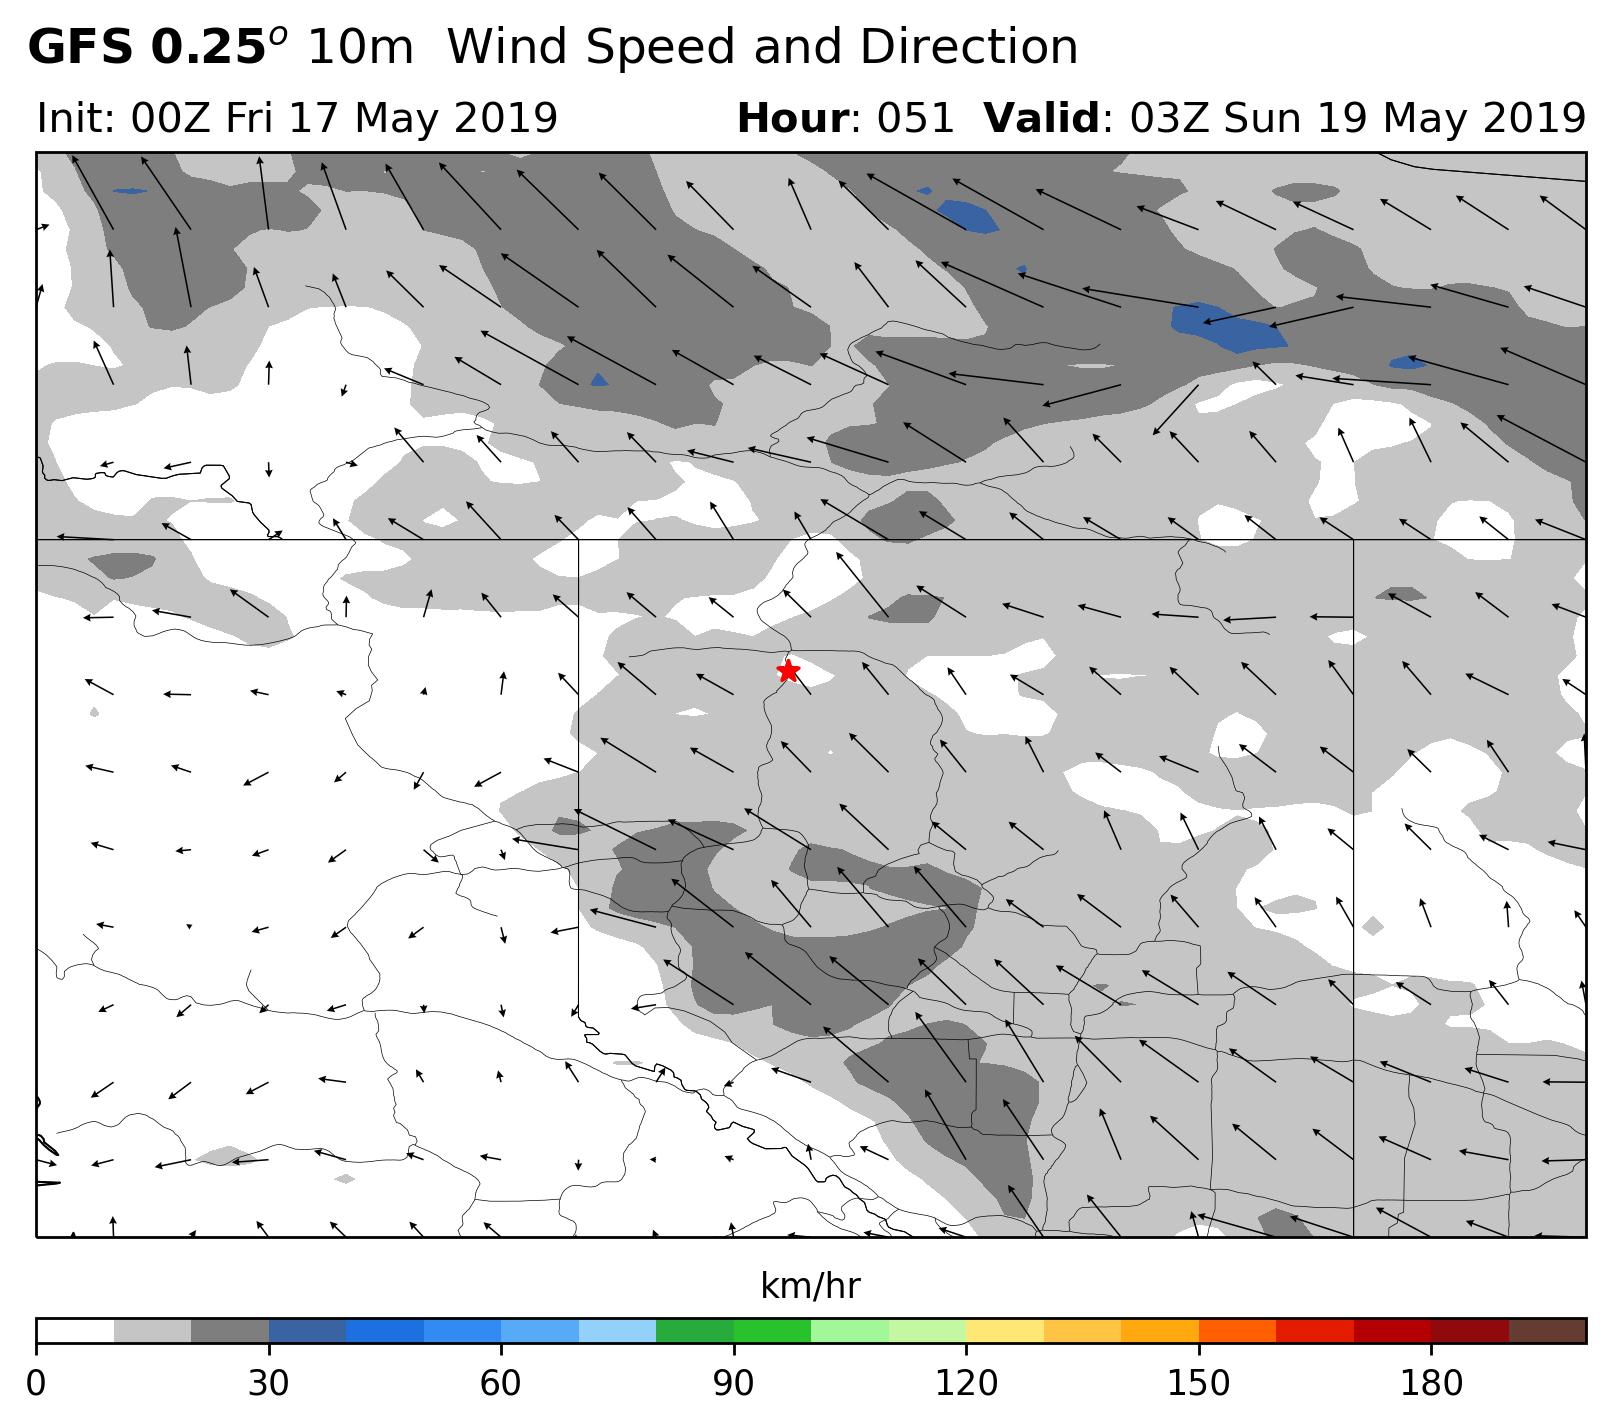 GFS 0.25° 10m Wind Speed and Direction
Init: 00Z Fri 17 May 2019 Hour: 051 Valid: 03Z Sun 19 May 2019
km/hr
0 30 60 90 120 150 180